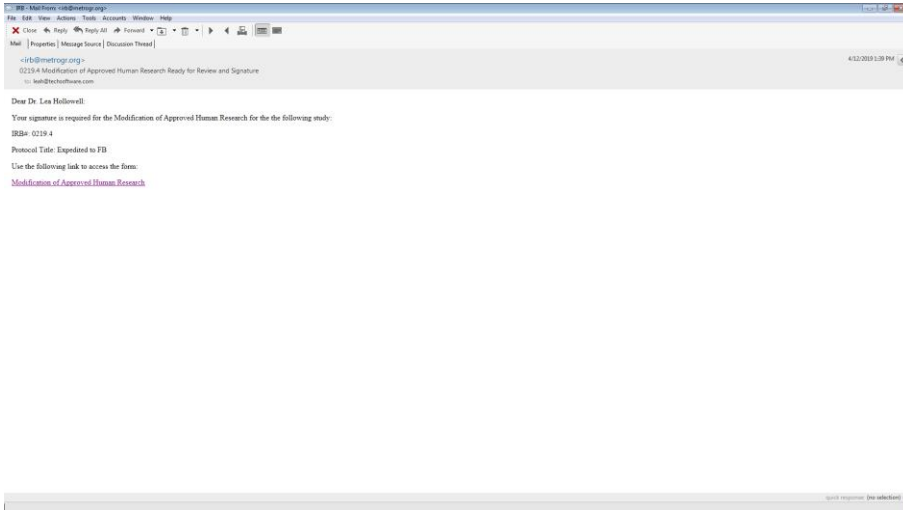 IRB - Mail From: <irb@metrogr.org>
File Edit View Actions Tools Accounts Window Help
Close Reply Reply All Forward
Mail Properties Message Source Discussion Thread
<irb@metrogr.org>
4/12/2019 1:39 PM
0219.4 Modification of Approved Human Research Ready for Review and Signature
to: leah@techsoftware.com
Dear Dr. Lea Hollowell:
Your signature is required for the Modification of Approved Human Research for the the following study:
IRB#: 0219.4
Protocol Title: Expedited to FB
Use the following link to access the form:
Modification of Approved Human Research
quick response: (no selection)